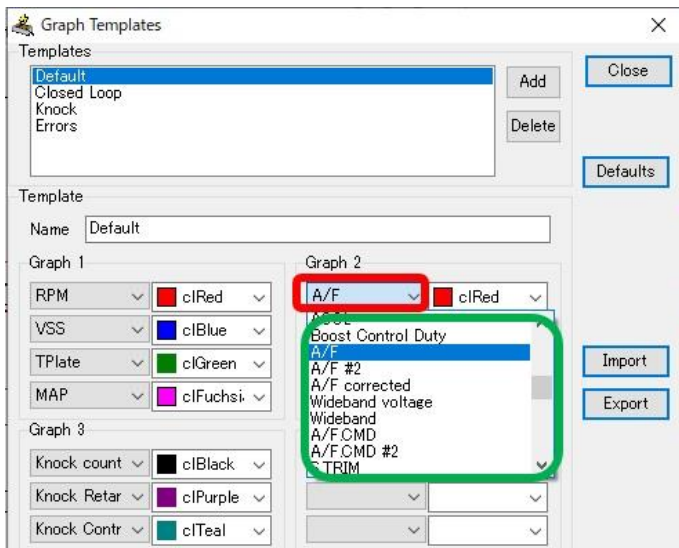 Graph Templates
Templates
Default
Closed Loop
Knock
Errors
Add
Delete
Close
Defaults
Template
Name Default
Graph 1
RPM clRed
VSS clBlue
TPlate clGreen
MAP clFuchsi
Graph 2
A/F clRed
Boost Control Duty
A/F
A/F #2
A/F corrected
Wideband voltage
Wideband
A/F.CMD
A/F.CMD #2
Import
Export
Graph 3
Knock count clBlack
Knock Retar clPurple
Knock Contr clTeal